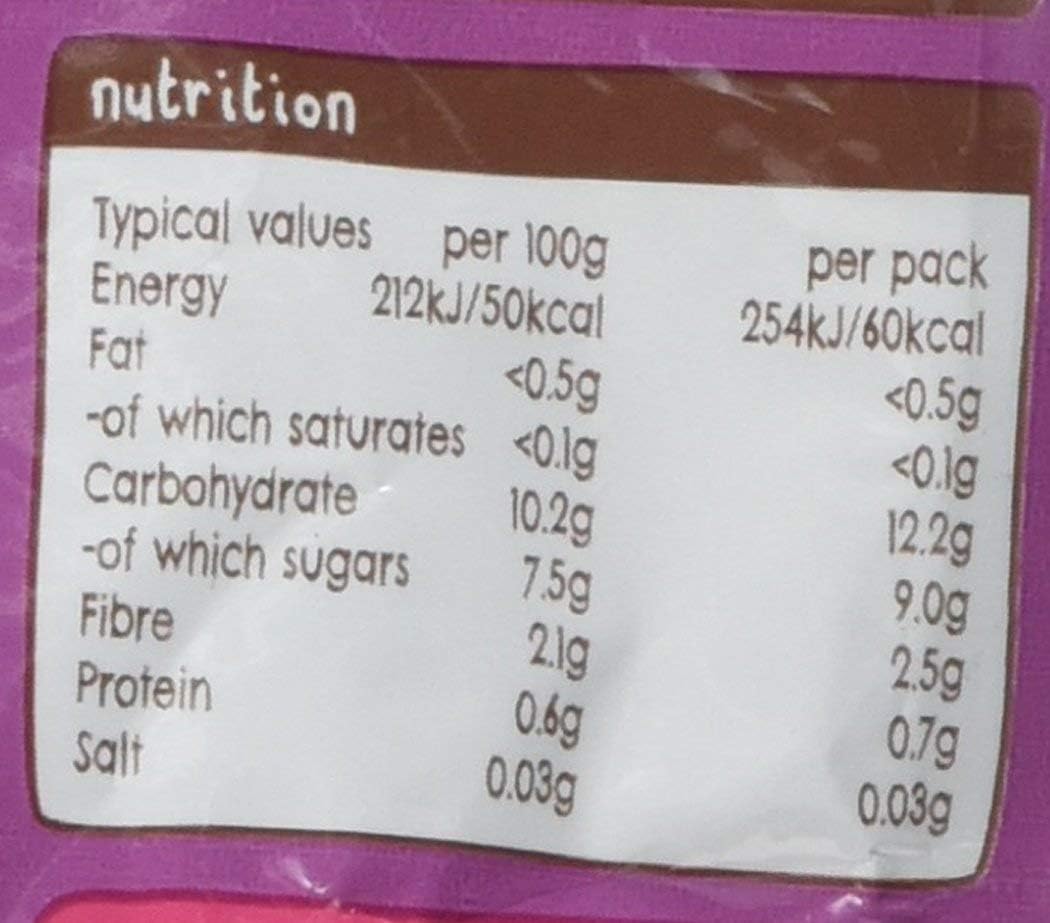 nutrition
Typical values per 100g per pack
Energy 212kJ/50kcal 254kJ/60kcal
Fat <0.5g <0.5g
-of which saturates <0.1g <0.1g
Carbohydrate 10.2g 12.2g
-of which sugars 7.5g 9.0g
Fibre 2.1g 2.5g
Protein 0.6g 0.7g
Salt 0.03g 0.03g